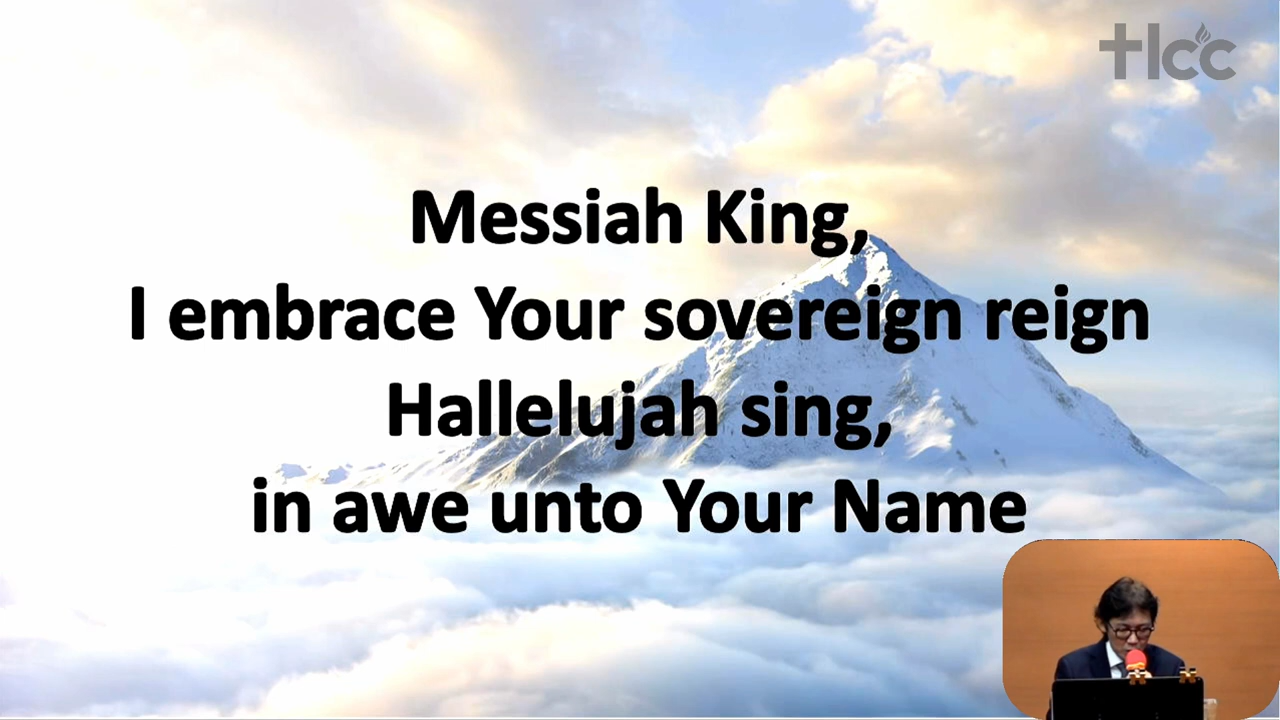 tlcc
Messiah King,
I embrace Your sovereign reign
Hallelujah sing,
in awe unto Your Name